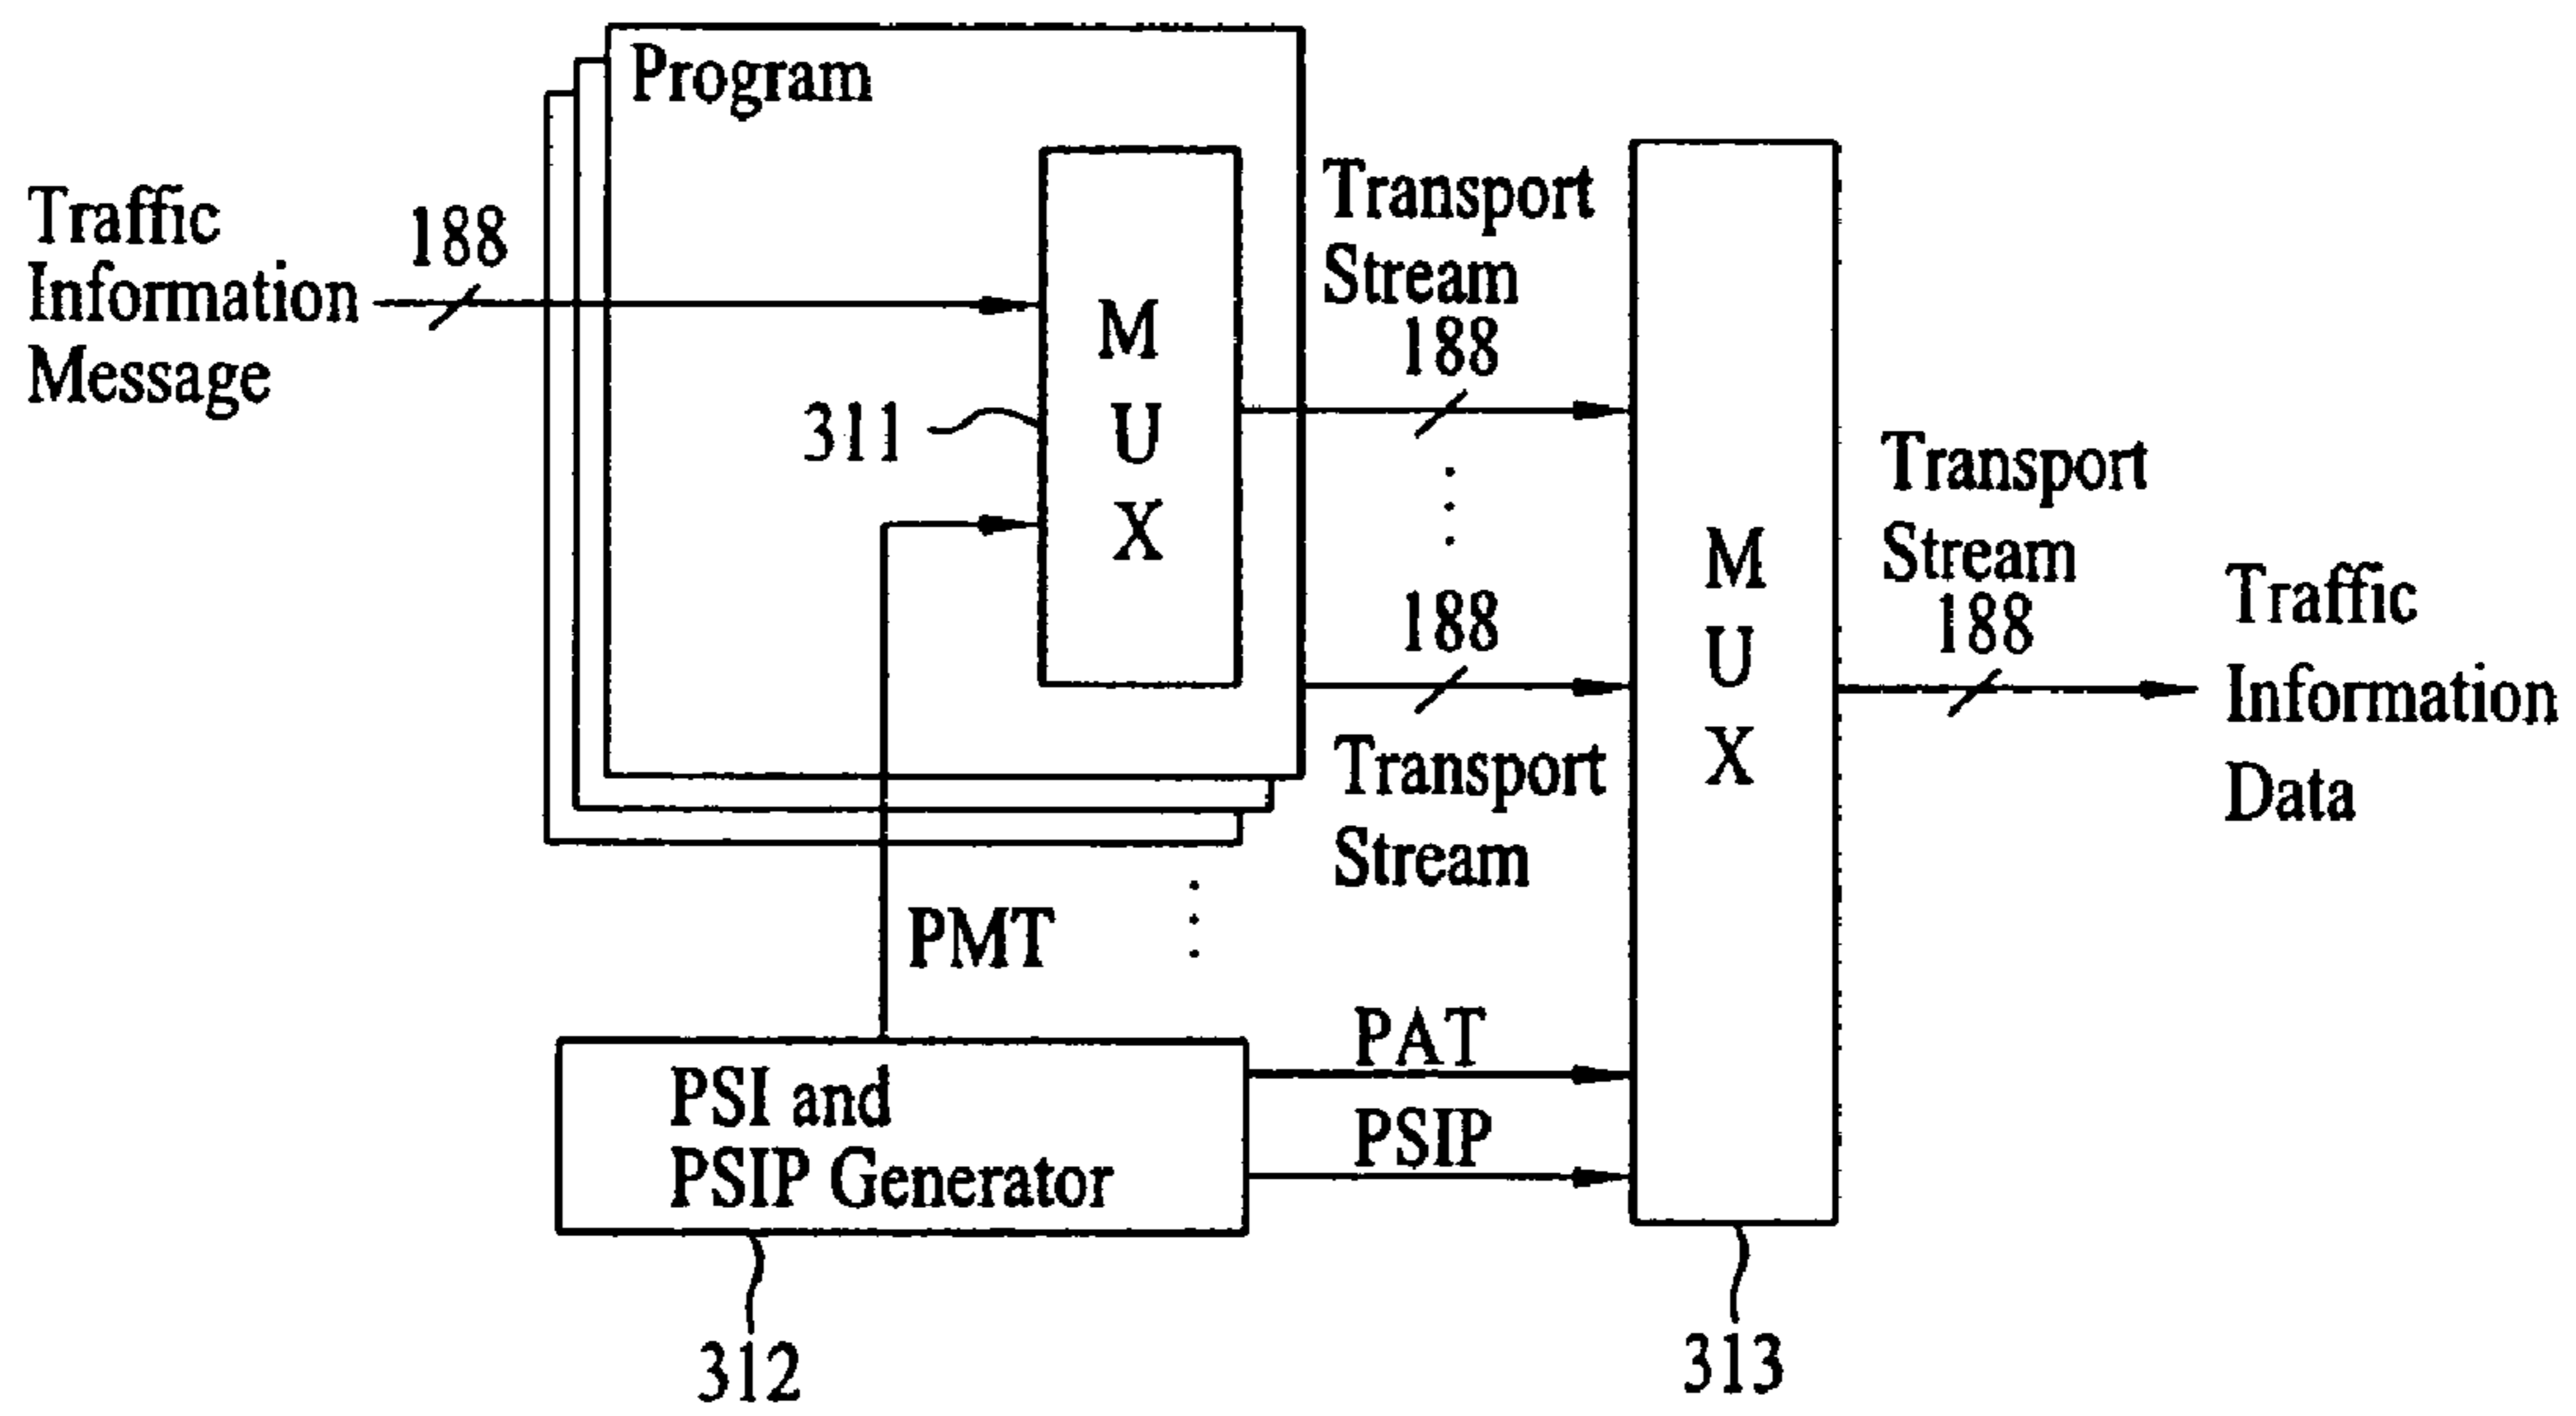 Program
Traffic
Information
Message
188
311
M
U
X
Transport
Stream
188
188
Transport
Stream
M
U
X
Transport
Stream
188
Traffic
Information
Data
PMT
PSI and
PSIP Generator
PAT
PSIP
312
313